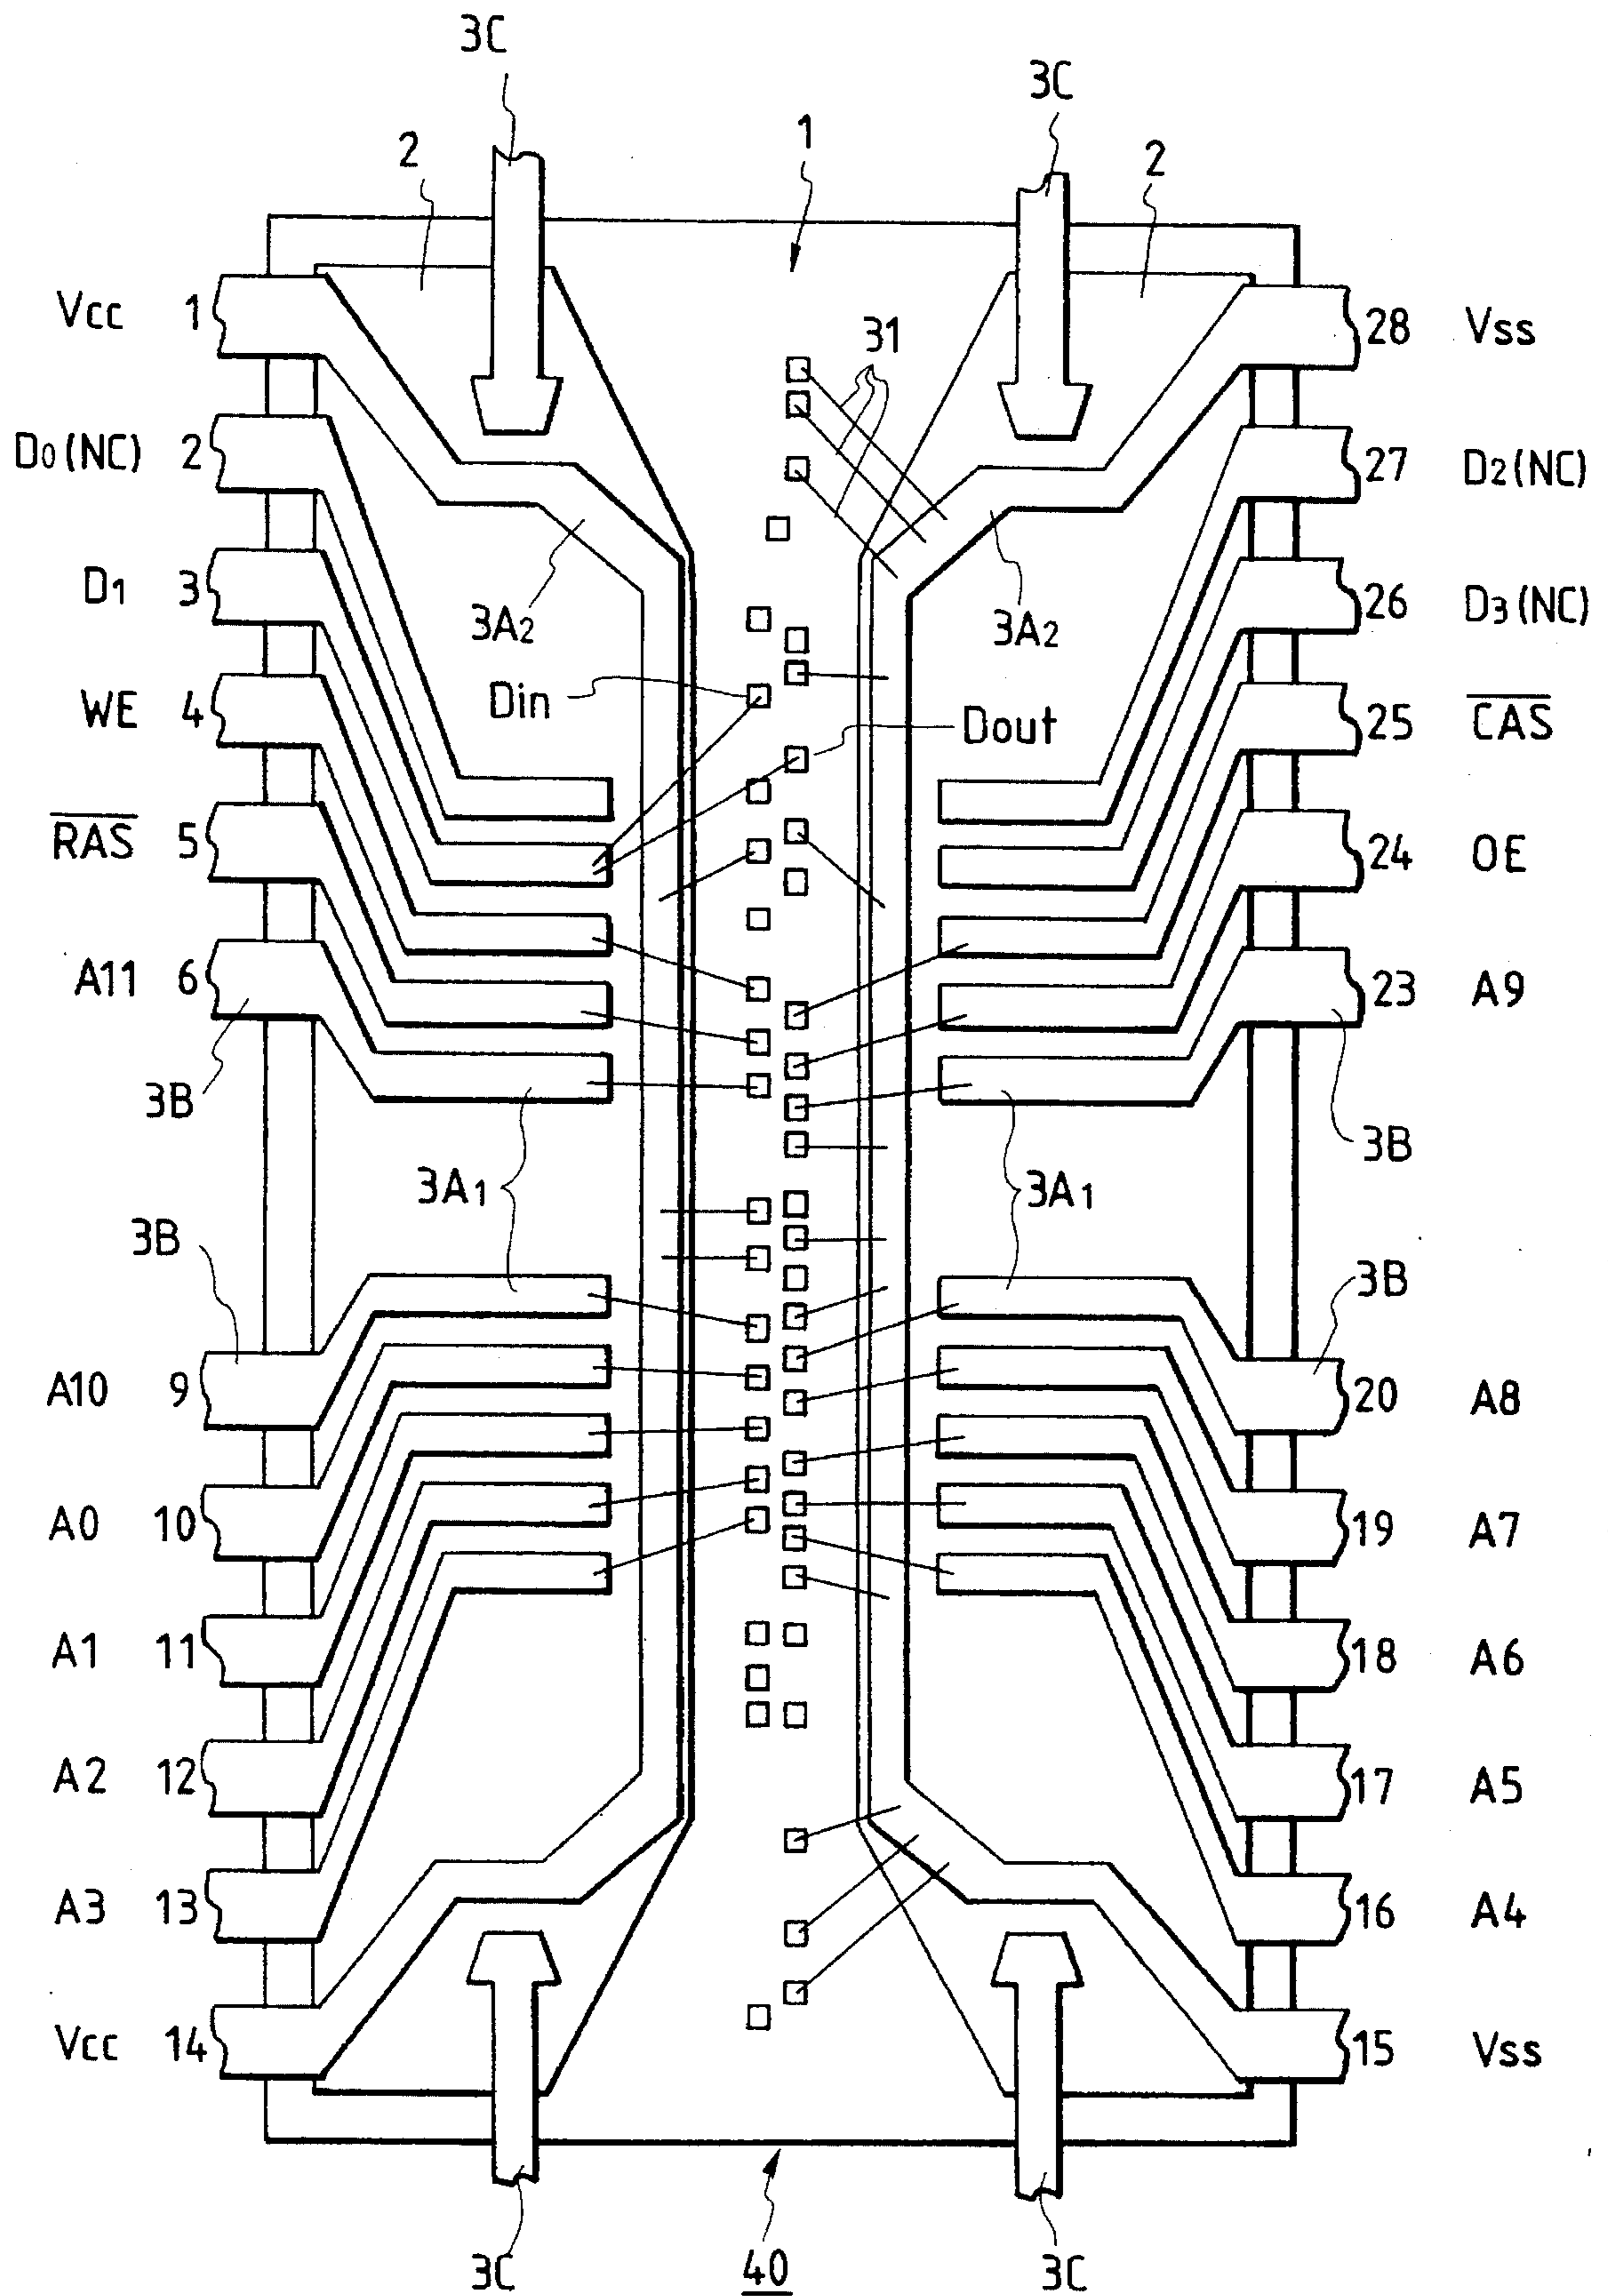 3C
3C
1
2
2
31
Vcc 1
28 Vss
D0(NC) 2
27 D2(NC)
D1 3
26 D3(NC)
3A2
3A2
WE 4
Din
Dout
25 C̅A̅S̅
R̅A̅S̅ 5
24 OE
A11 6
23 A9
3B
3B
3A1
3A1
3B
3B
A10 9
20 A8
A0 10
19 A7
A1 11
18 A6
A2 12
17 A5
A3 13
16 A4
Vcc 14
15 Vss
3C
40
3C